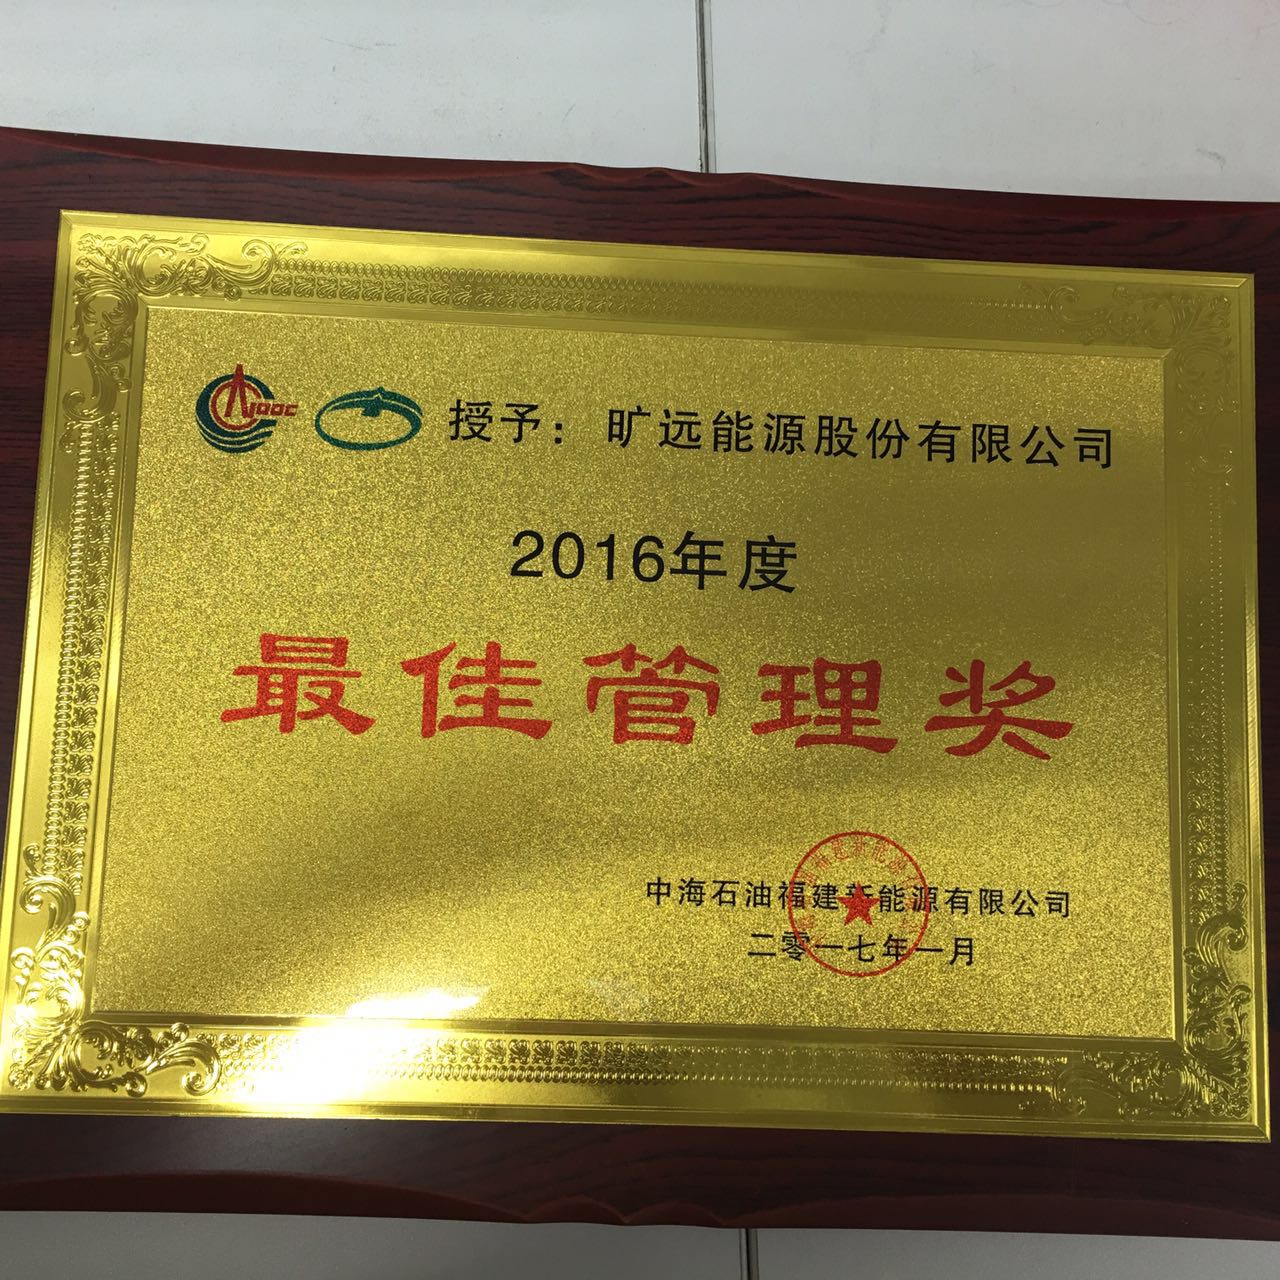 CNOOC 授予：旷远能源股份有限公司
2016年度
最佳管理奖
中海石油福建新能源有限公司
二零一七年一月